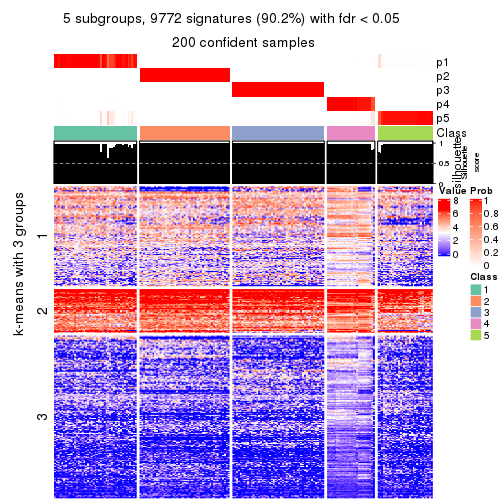 5 subgroups, 9772 signatures (90.2%) with fdr < 0.05
200 confident samples
p1
p2
p3
p4
p5
Class
1
0.5
0
silhouette
Silhouette
score
k-means with 3 groups
1
2
3
Value
8
6
4
2
0
Prob
1
0.8
0.6
0.4
0.2
0
Class
1
2
3
4
5